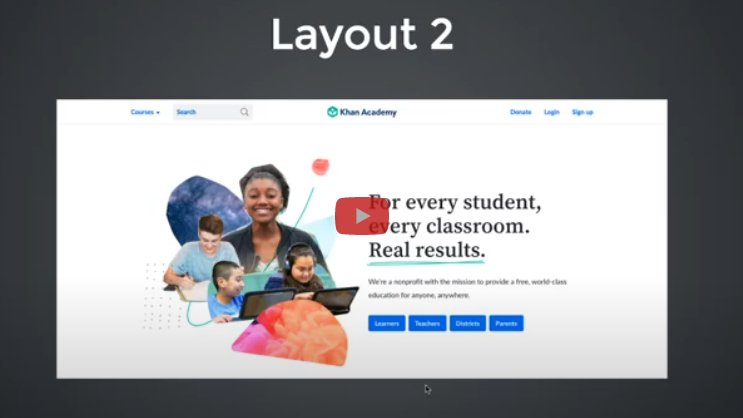 Layout 2
Courses Search Khan Academy Donate Login Sign up
For every student,
every classroom.
Real results.
We're a nonprofit with the mission to provide a free, world-class
education for anyone, anywhere.
Learners Teachers Districts Parents